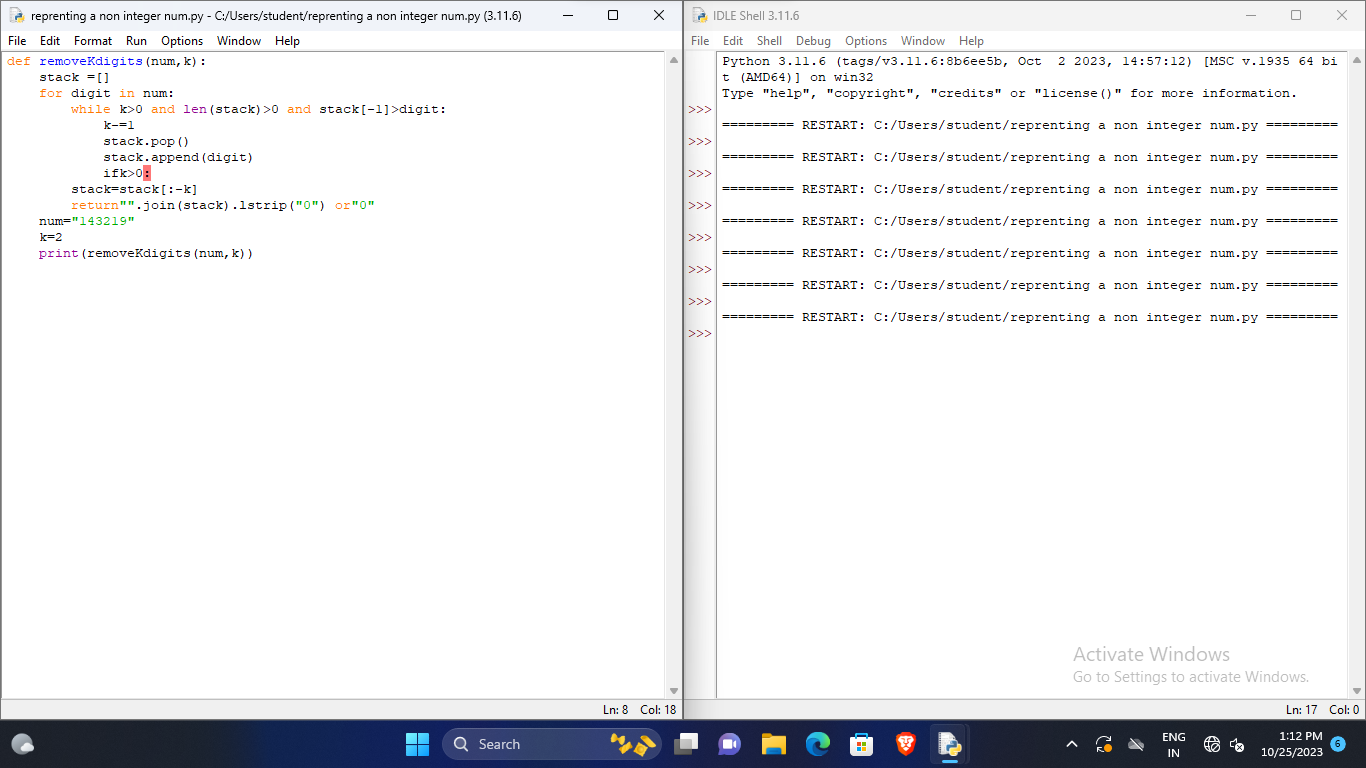 reprenting a non integer num.py - C:/Users/student/reprenting a non integer num.py (3.11.6)
File Edit Format Run Options Window Help
def removeKdigits(num,k):
    stack =[]
    for digit in num:
        while k>0 and len(stack)>0 and stack[-1]>digit:
            k-=1
            stack.pop()
            stack.append(digit)
            ifk>0:
        stack=stack[:-k]
        return"".join(stack).lstrip("0") or"0"
    num="143219"
    k=2
    print(removeKdigits(num,k))
Ln: 8 Col: 18
IDLE Shell 3.11.6
File Edit Shell Debug Options Window Help
Python 3.11.6 (tags/v3.11.6:8b6ee5b, Oct  2 2023, 14:57:12) [MSC v.1935 64 bi
t (AMD64)] on win32
Type "help", "copyright", "credits" or "license()" for more information.
>>>
========= RESTART: C:/Users/student/reprenting a non integer num.py =========
>>>
========= RESTART: C:/Users/student/reprenting a non integer num.py =========
>>>
========= RESTART: C:/Users/student/reprenting a non integer num.py =========
>>>
========= RESTART: C:/Users/student/reprenting a non integer num.py =========
>>>
========= RESTART: C:/Users/student/reprenting a non integer num.py =========
>>>
========= RESTART: C:/Users/student/reprenting a non integer num.py =========
>>>
========= RESTART: C:/Users/student/reprenting a non integer num.py =========
>>>
Activate Windows
Go to Settings to activate Windows.
Ln: 17 Col: 0
Search
ENG
IN
1:12 PM
10/25/2023
6